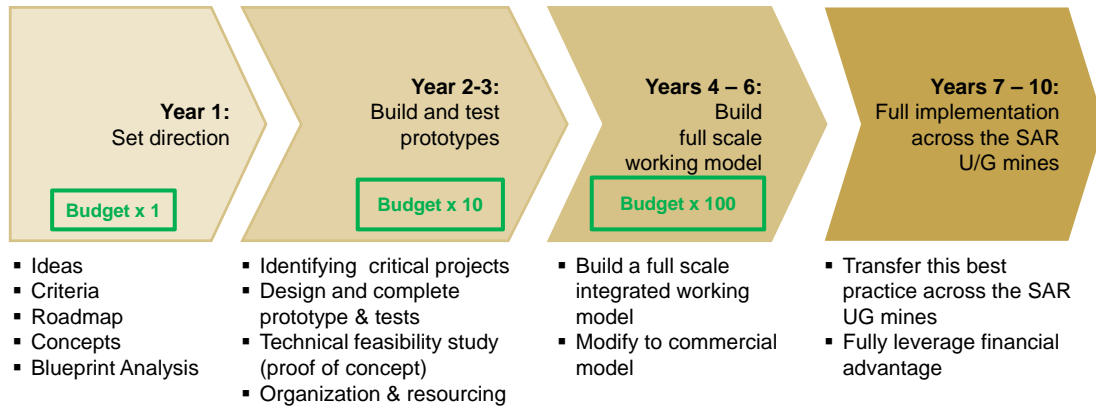 Year 1:
Set direction
Budget x 1
▪ Ideas
▪ Criteria
▪ Roadmap
▪ Concepts
▪ Blueprint Analysis
Year 2-3:
Build and test
prototypes
Budget x 10
▪ Identifying critical projects
▪ Design and complete
prototype & tests
▪ Technical feasibility study
(proof of concept)
▪ Organization & resourcing
Years 4 – 6:
Build
full scale
working model
Budget x 100
▪ Build a full scale
integrated working
model
▪ Modify to commercial
model
Years 7 – 10:
Full implementation
across the SAR
U/G mines
▪ Transfer this best
practice across the SAR
UG mines
▪ Fully leverage financial
advantage